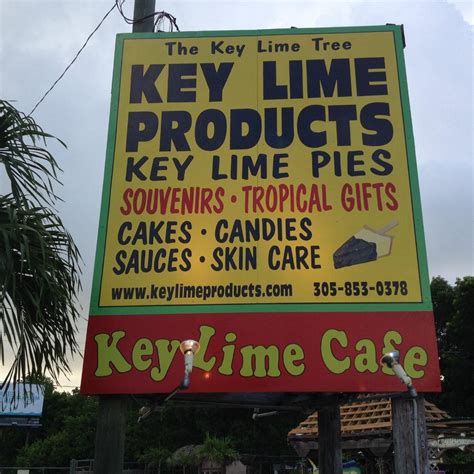 The Key Lime Tree
KEY LIME
PRODUCTS
KEY LIME PIES
SOUVENIRS • TROPICAL GIFTS
CAKES • CANDIES
SAUCES • SKIN CARE
www.keylimeproducts.com 305-853-0378
Key Lime Cafe